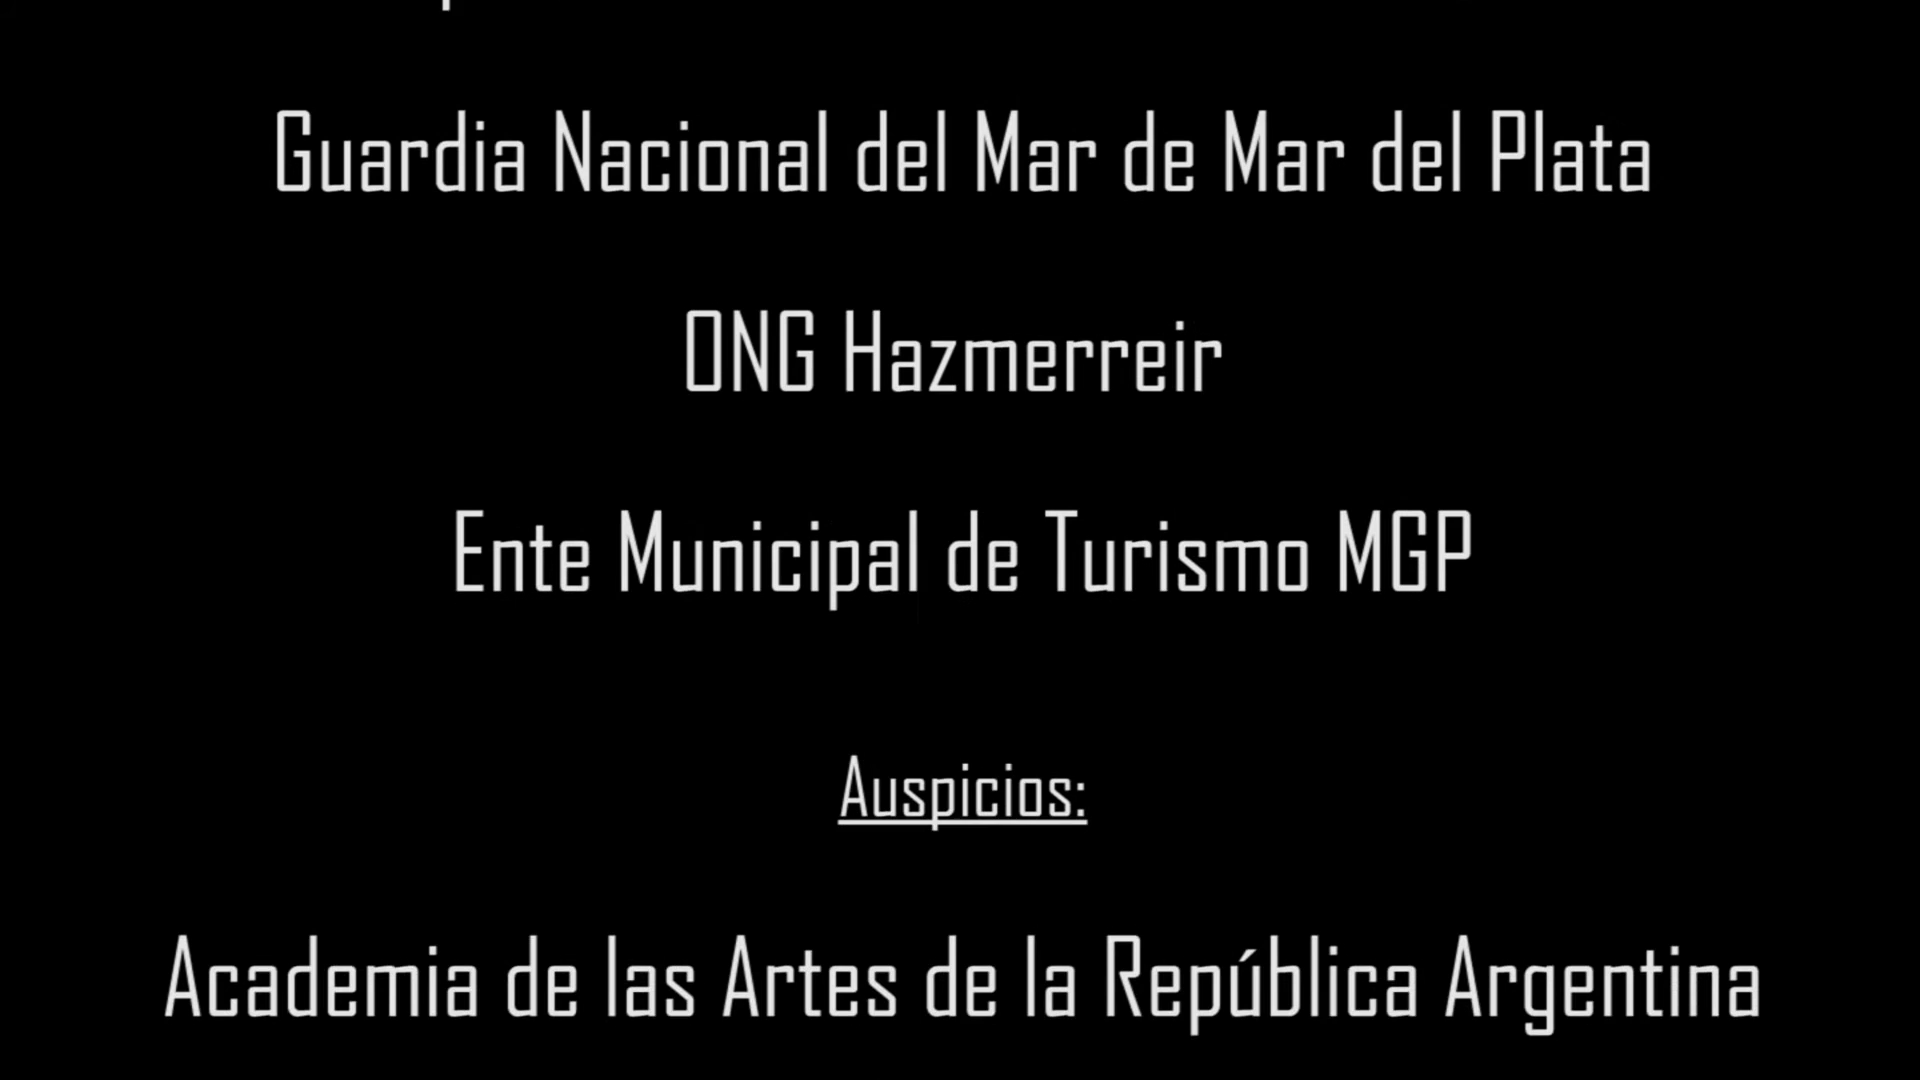 Guardia Nacional del Mar de Mar del Plata
ONG Hazmerreir
Ente Municipal de Turismo MGP
Auspicios:
Academia de las Artes de la República Argentina